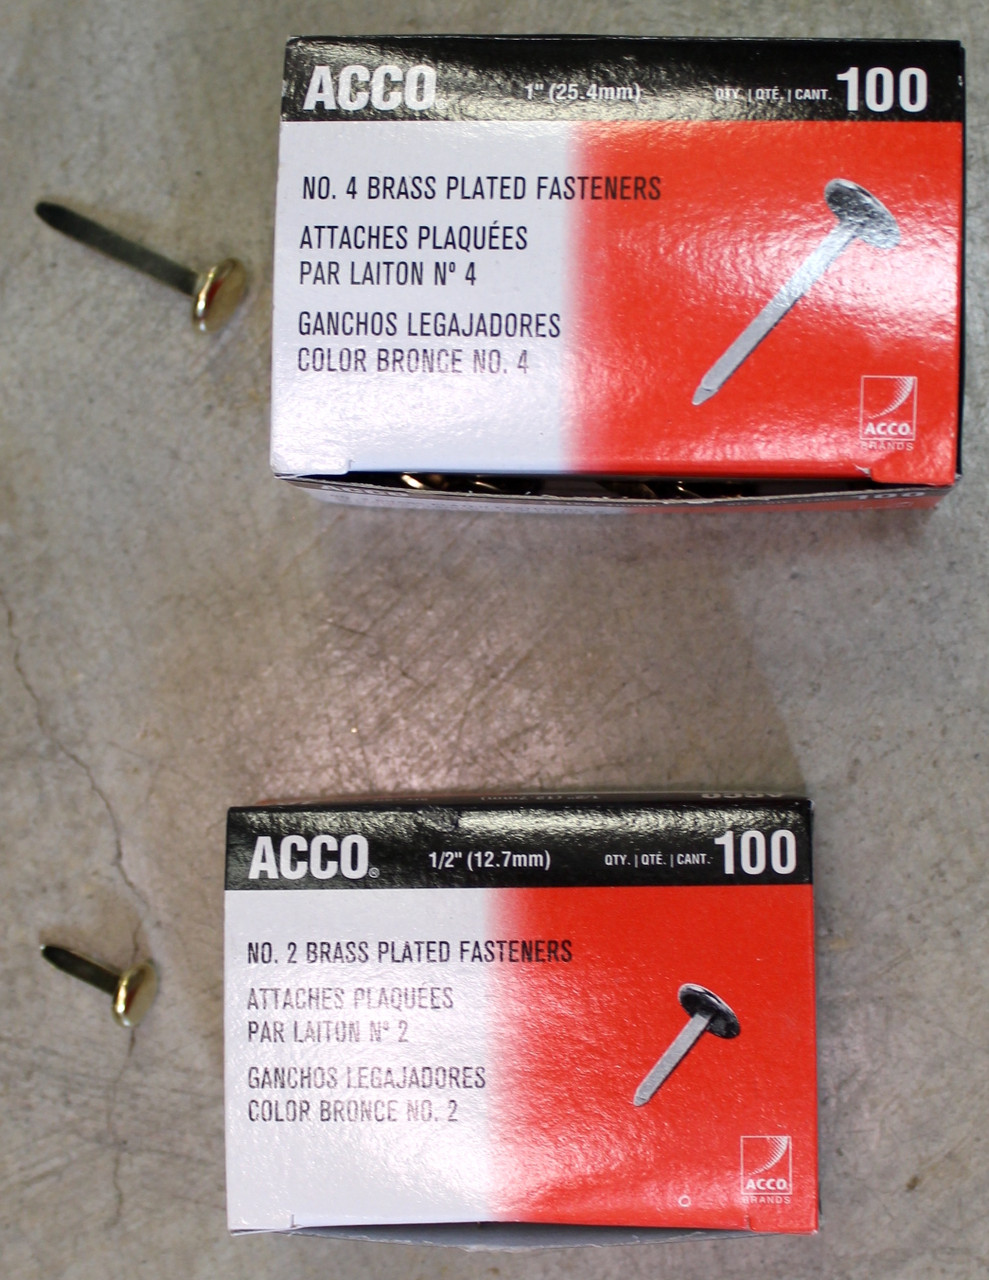 ACCO 1" (25.4mm) QTY. | QTÉ. | CANT. 100
NO. 4 BRASS PLATED FASTENERS
ATTACHES PLAQUÉES
PAR LAITON Nº 4
GANCHOS LEGAJADORES
COLOR BRONCE NO. 4
ACCO
BRANDS
100
ACCO
ACCO® 1/2" (12.7mm) QTY. | QTÉ. | CANT. 100
NO. 2 BRASS PLATED FASTENERS
ATTACHES PLAQUÉES
PAR LAITON Nº 2
GANCHOS LEGAJADORES
COLOR BRONCE NO. 2
ACCO
BRANDS